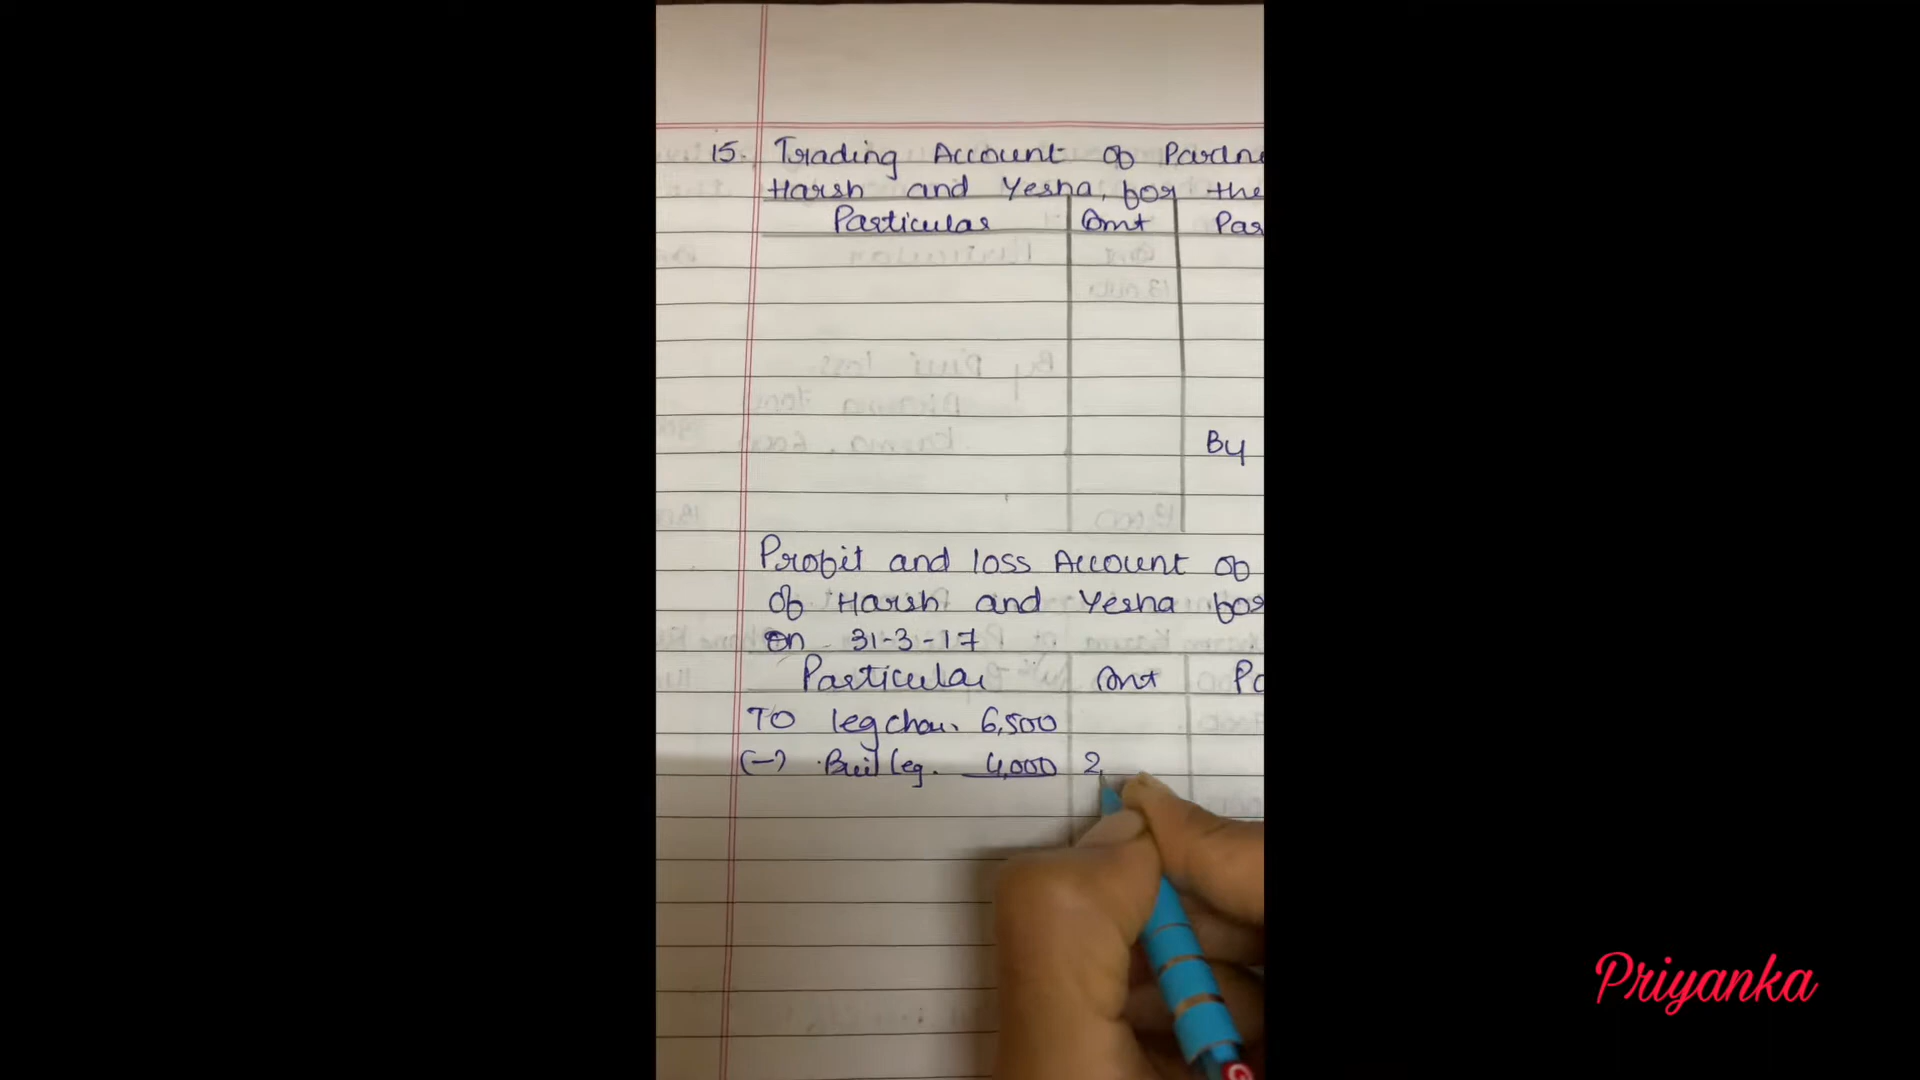 15. Trading Account of Partne
Harsh and Yesha, for the
Particular Amt Par
By
Profit and loss Account of
of Harsh and Yesha for
on 31-3-17
Particular Amt Pa
To leg char. 6,500
(-) Buil leg. 4,000 2,
Priyanka